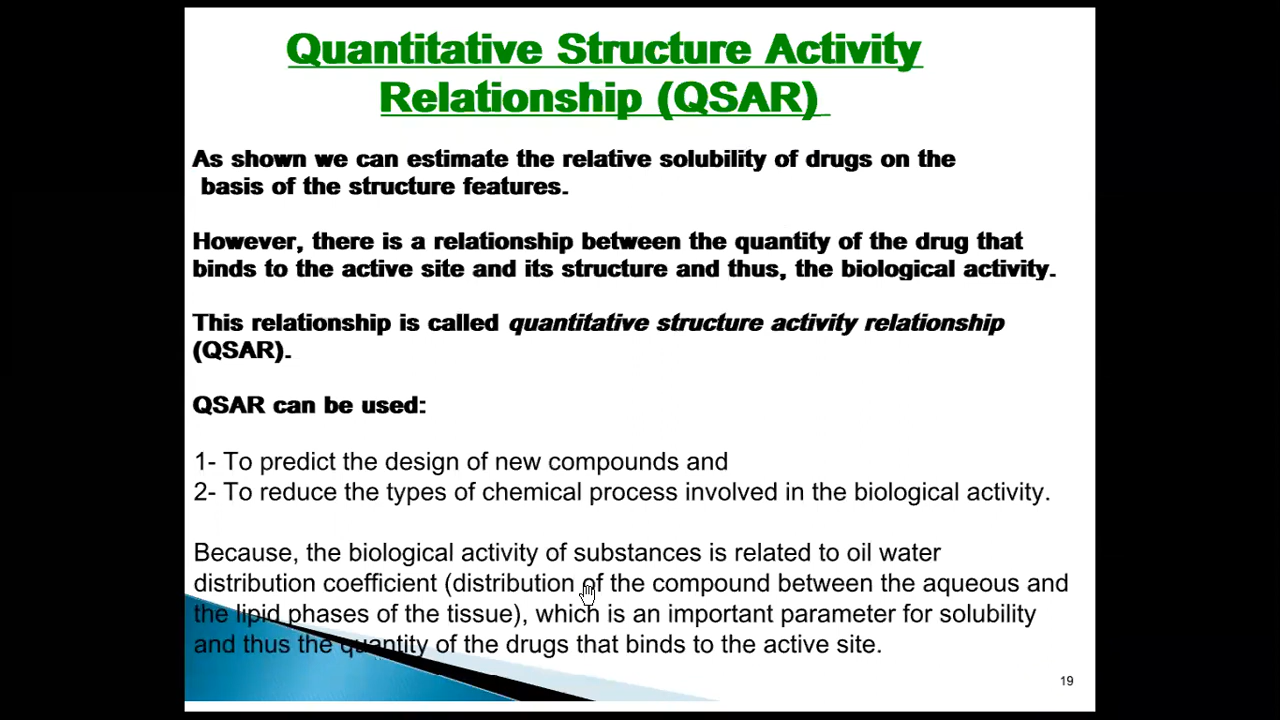 Quantitative Structure Activity
Relationship (QSAR)
As shown we can estimate the relative solubility of drugs on the
basis of the structure features.
However, there is a relationship between the quantity of the drug that
binds to the active site and its structure and thus, the biological activity.
This relationship is called quantitative structure activity relationship
(QSAR).
QSAR can be used:
1- To predict the design of new compounds and
2- To reduce the types of chemical process involved in the biological activity.
Because, the biological activity of substances is related to oil water
distribution coefficient (distribution of the compound between the aqueous and
the lipid phases of the tissue), which is an important parameter for solubility
and thus the quantity of the drugs that binds to the active site.
19